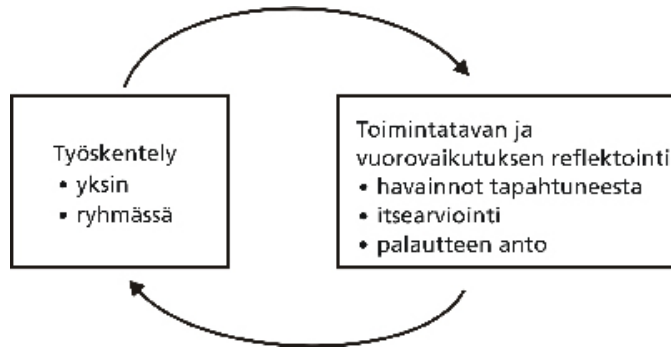 Työskentely
• yksin
• ryhmässä
Toimintatavan ja
vuorovaikutuksen reflektointi
• havainnot tapahtuneesta
• itsearviointi
• palautteen anto